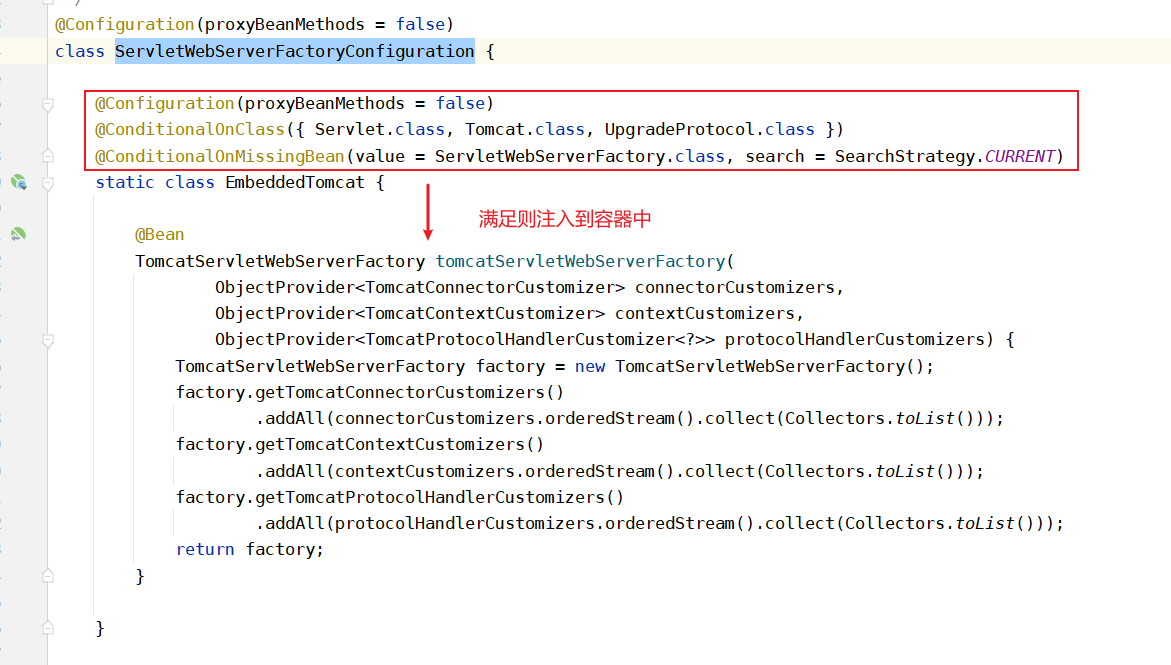 @Configuration(proxyBeanMethods = false)
class ServletWebServerFactoryConfiguration {
@Configuration(proxyBeanMethods = false)
@ConditionalOnClass({ Servlet.class, Tomcat.class, UpgradeProtocol.class })
@ConditionalOnMissingBean(value = ServletWebServerFactory.class, search = SearchStrategy.CURRENT)
static class EmbeddedTomcat {
满足则注入到容器中
@Bean
TomcatServletWebServerFactory tomcatServletWebServerFactory(
ObjectProvider<TomcatConnectorCustomizer> connectorCustomizers,
ObjectProvider<TomcatContextCustomizer> contextCustomizers,
ObjectProvider<TomcatProtocolHandlerCustomizer<?>> protocolHandlerCustomizers) {
TomcatServletWebServerFactory factory = new TomcatServletWebServerFactory();
factory.getTomcatConnectorCustomizers()
.addAll(connectorCustomizers.orderedStream().collect(Collectors.toList()));
factory.getTomcatContextCustomizers()
.addAll(contextCustomizers.orderedStream().collect(Collectors.toList()));
factory.getTomcatProtocolHandlerCustomizers()
.addAll(protocolHandlerCustomizers.orderedStream().collect(Collectors.toList()));
return factory;
}
}